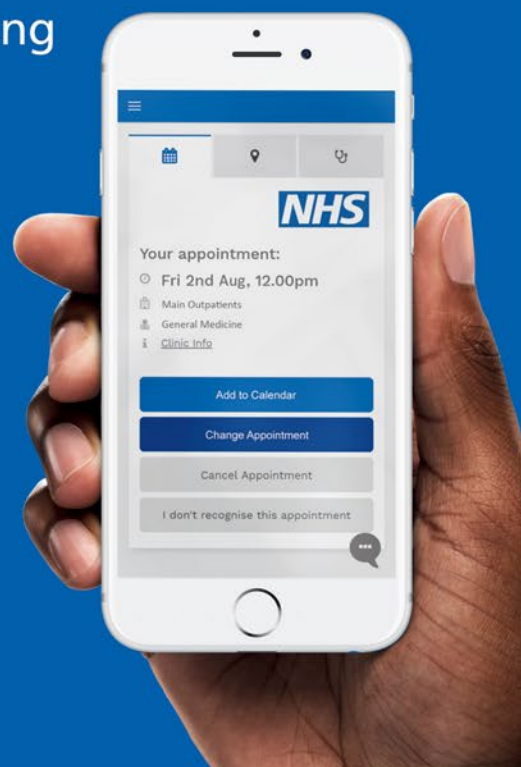 ng
NHS
Your appointment:
Fri 2nd Aug, 12.00pm
Main Outpatients
General Medicine
Clinic Info
Add to Calendar
Change Appointment
Cancel Appointment
I don't recognise this appointment